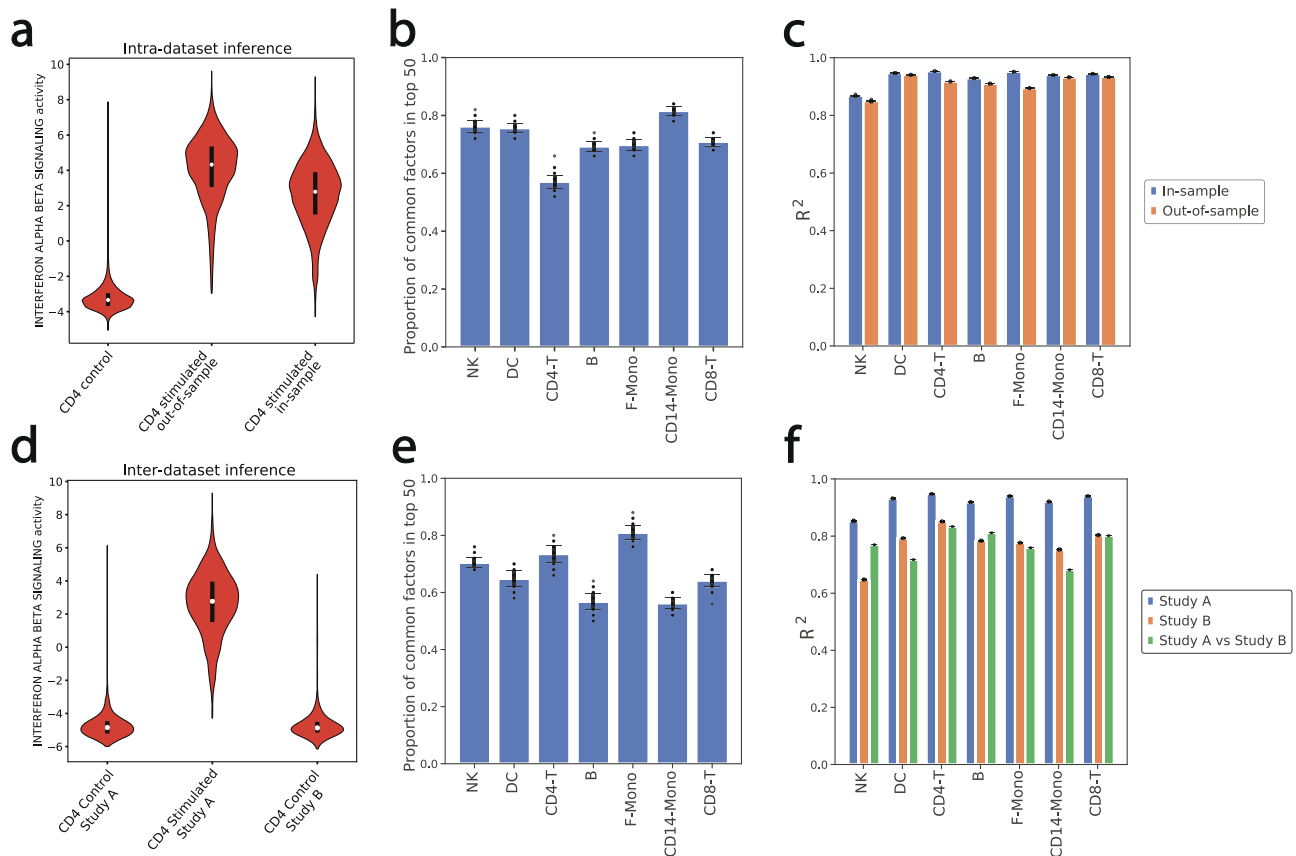 a
Intra-dataset inference
INTERFERON ALPHA BETA SIGNALING activity
10
8
6
4
2
0
−2
−4
CD4 control
CD4 stimulated
out-of-sample
CD4 stimulated
in-sample
b
Proportion of common factors in top 50
1.0
0.8
0.6
0.4
0.2
0.0
NK
DC
CD4-T
B
F-Mono
CD14-Mono
CD8-T
c
R²
1.0
0.8
0.6
0.4
0.2
0.0
NK
DC
CD4-T
B
F-Mono
CD14-Mono
CD8-T
In-sample
Out-of-sample
d
Inter-dataset inference
INTERFERON ALPHA BETA SIGNALING activity
10
8
6
4
2
0
−2
−4
−6
CD4 Control
Study A
CD4 Stimulated
Study A
CD4 Control
Study B
e
Proportion of common factors in top 50
1.0
0.8
0.6
0.4
0.2
0.0
NK
DC
CD4-T
B
F-Mono
CD14-Mono
CD8-T
f
R²
1.0
0.8
0.6
0.4
0.2
0.0
NK
DC
CD4-T
B
F-Mono
CD14-Mono
CD8-T
Study A
Study B
Study A vs Study B